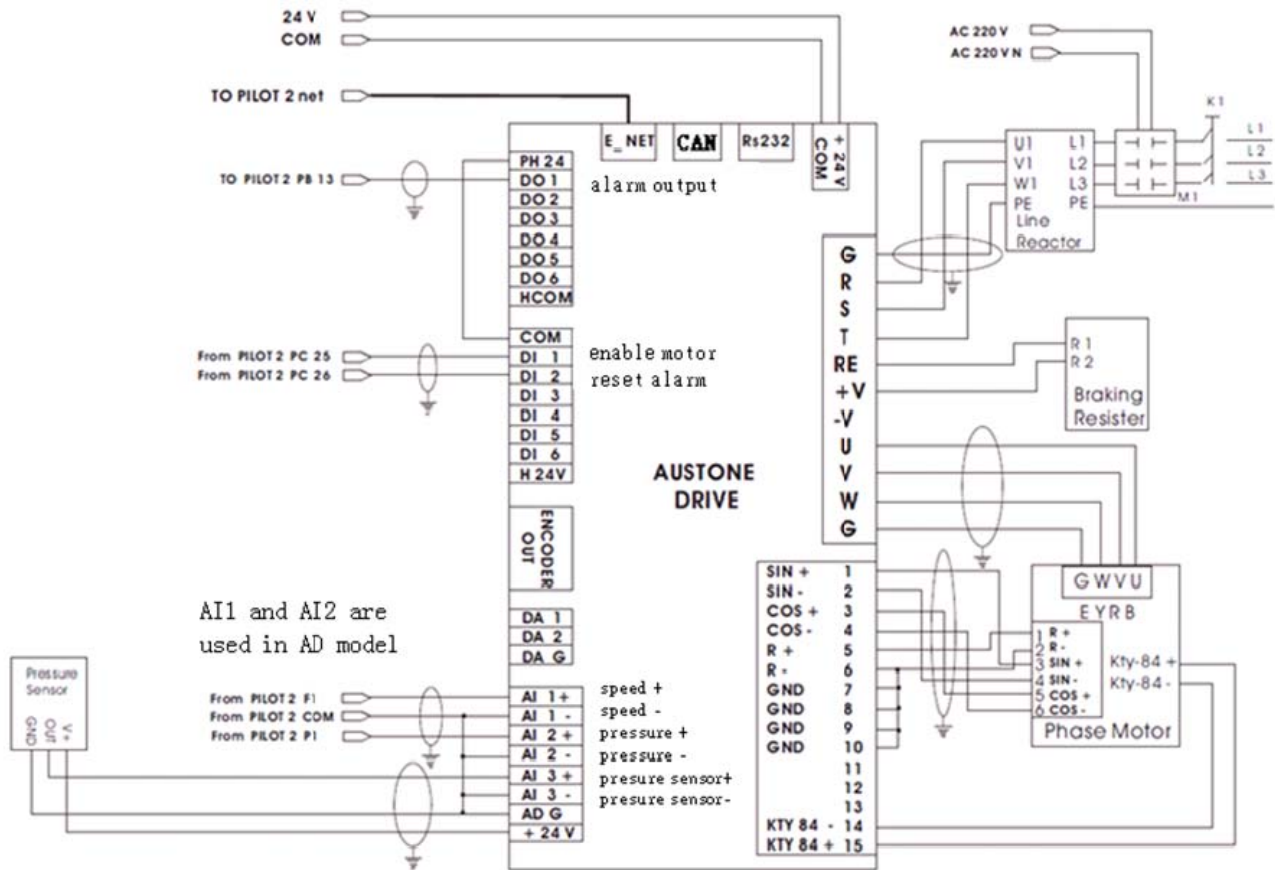 24 V
COM
TO PILOT 2 net
E_ NET
CAN
Rs232
COM
+ 24 V
AC 220 V
AC 220 V N
K1
L1
L2
L3
U1 L1
V1 L2
W1 L3
PE PE
Line
Reactor
M1
TO PILOT 2 PB 13
PH 24
DO 1
DO 2
DO 3
DO 4
DO 5
DO 6
HCOM
alarm output
From PILOT 2 PC 25
From PILOT 2 PC 26
COM
DI 1
DI 2
DI 3
DI 4
DI 5
DI 6
H 24V
enable motor
reset alarm
ENCODER
OUT
AUSTONE
DRIVE
G
R
S
T
RE
+V
-V
U
V
W
G
R 1
R 2
Braking
Resister
AI1 and AI2 are
used in AD model
DA 1
DA 2
DA G
Pressure
Sensor
GND
OUT
V+
From PILOT 2 F1
From PILOT 2 COM
From PILOT 2 P1
AI 1+
AI 1 -
AI 2 +
AI 2 -
AI 3 +
AI 3 -
AD G
+ 24 V
speed +
speed -
pressure +
pressure -
presure sensor+
presure sensor-
SIN + 1
SIN - 2
COS + 3
COS - 4
R + 5
R - 6
GND 7
GND 8
GND 9
GND 10
11
12
13
KTY 84 - 14
KTY 84 + 15
G W V U
E Y R B
1 R +
2 R -
3 SIN +
4 SIN -
5 COS +
6 COS -
Kty-84 +
Kty-84 -
Phase Motor